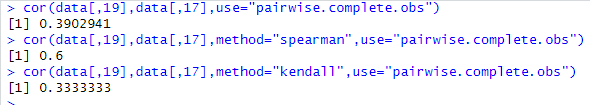 > cor(data[,19],data[,17],use="pairwise.complete.obs")
[1] 0.3902941
> cor(data[,19],data[,17],method="spearman",use="pairwise.complete.obs")
[1] 0.6
> cor(data[,19],data[,17],method="kendall",use="pairwise.complete.obs")
[1] 0.3333333
>